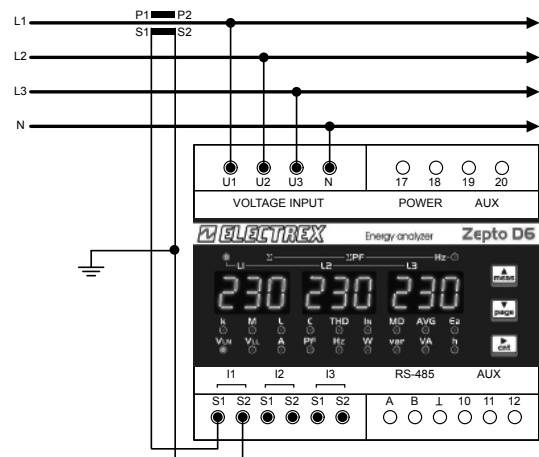 P1 P2
L1
S1 S2
L2
L3
N
U1 U2 U3 N 17 18 19 20
VOLTAGE INPUT POWER AUX
ELECTREX Energy analyzer Zepto D6
Σ ΣPF Hz
L1 L2 L3
230 230 230
meas
k M L C THD IN MD AVG Ea
page
VLN VLL A PF Hz W var VA h
cnt
I1 I2 I3 RS-485 AUX
S1 S2 S1 S2 S1 S2 A B ⊥ 10 11 12